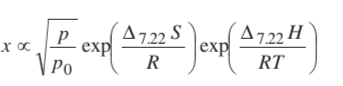 x ∝ √(p/p₀) exp(Δ₇.₂₂ S / R) exp(Δ₇.₂₂ H / RT)